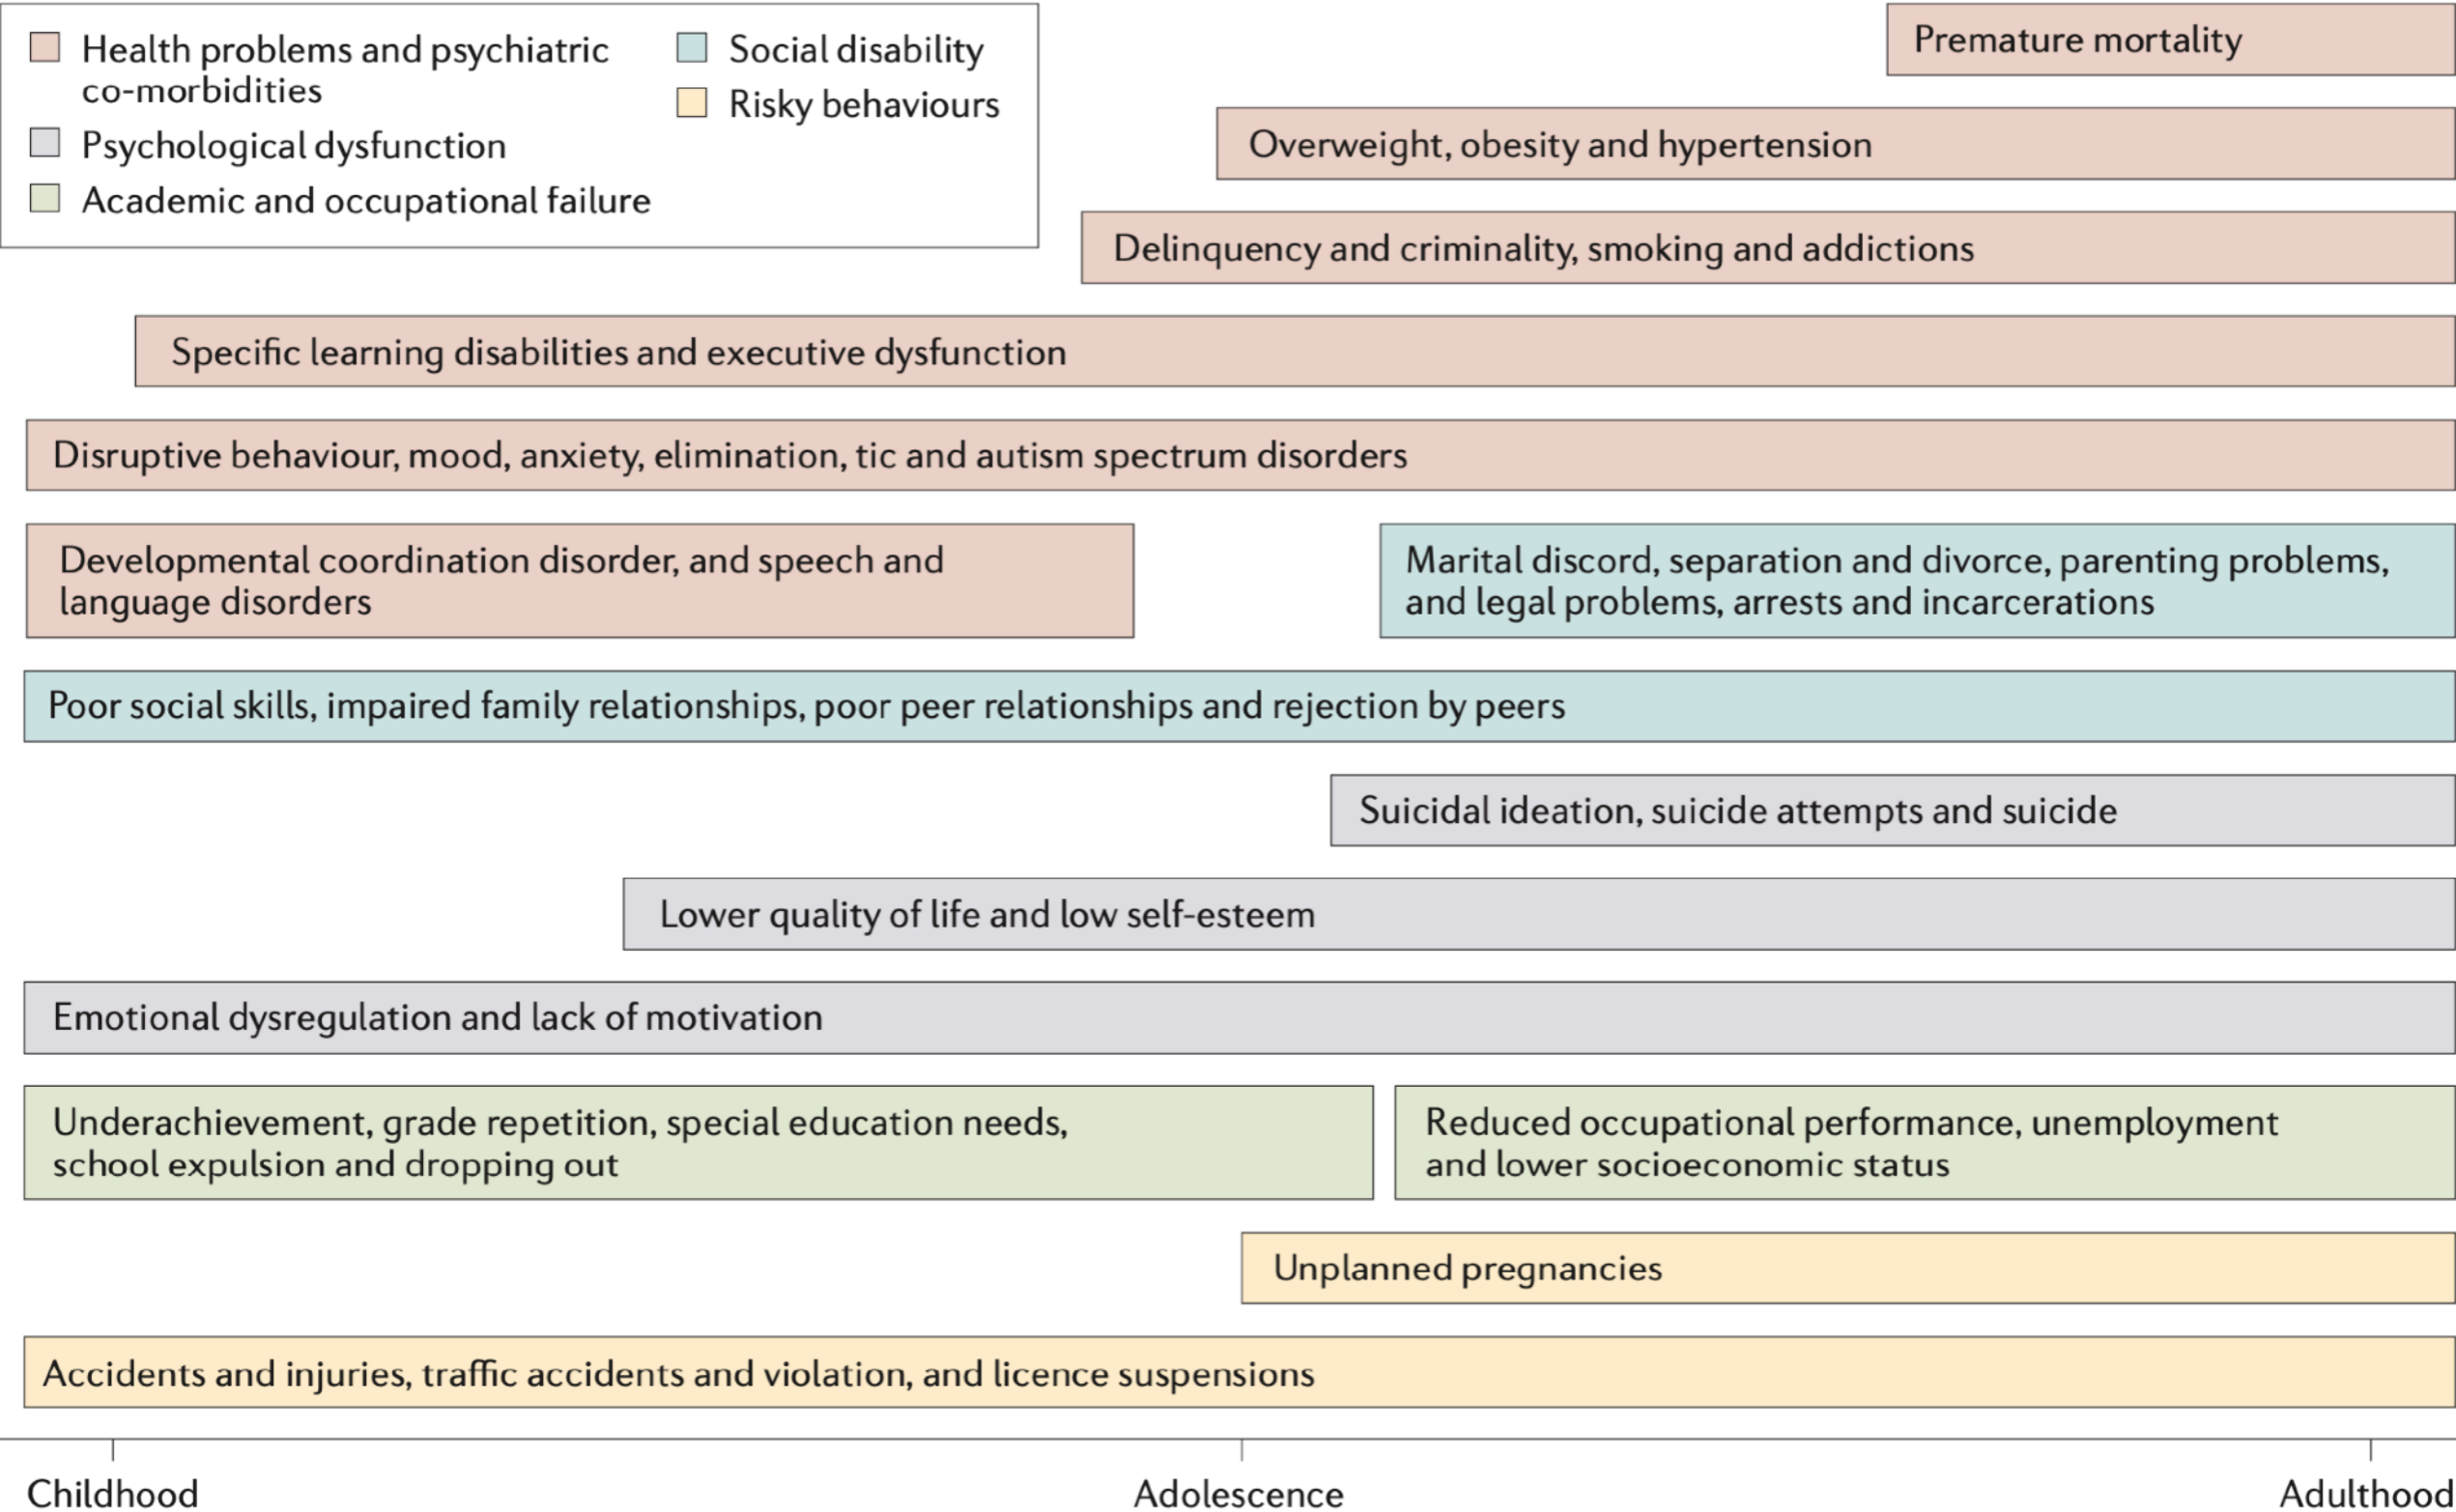 Health problems and psychiatric
co-morbidities
Psychological dysfunction
Academic and occupational failure
Social disability
Risky behaviours
Premature mortality
Overweight, obesity and hypertension
Delinquency and criminality, smoking and addictions
Specific learning disabilities and executive dysfunction
Disruptive behaviour, mood, anxiety, elimination, tic and autism spectrum disorders
Developmental coordination disorder, and speech and
language disorders
Marital discord, separation and divorce, parenting problems,
and legal problems, arrests and incarcerations
Poor social skills, impaired family relationships, poor peer relationships and rejection by peers
Suicidal ideation, suicide attempts and suicide
Lower quality of life and low self-esteem
Emotional dysregulation and lack of motivation
Underachievement, grade repetition, special education needs,
school expulsion and dropping out
Reduced occupational performance, unemployment
and lower socioeconomic status
Unplanned pregnancies
Accidents and injuries, traffic accidents and violation, and licence suspensions
Childhood
Adolescence
Adulthood